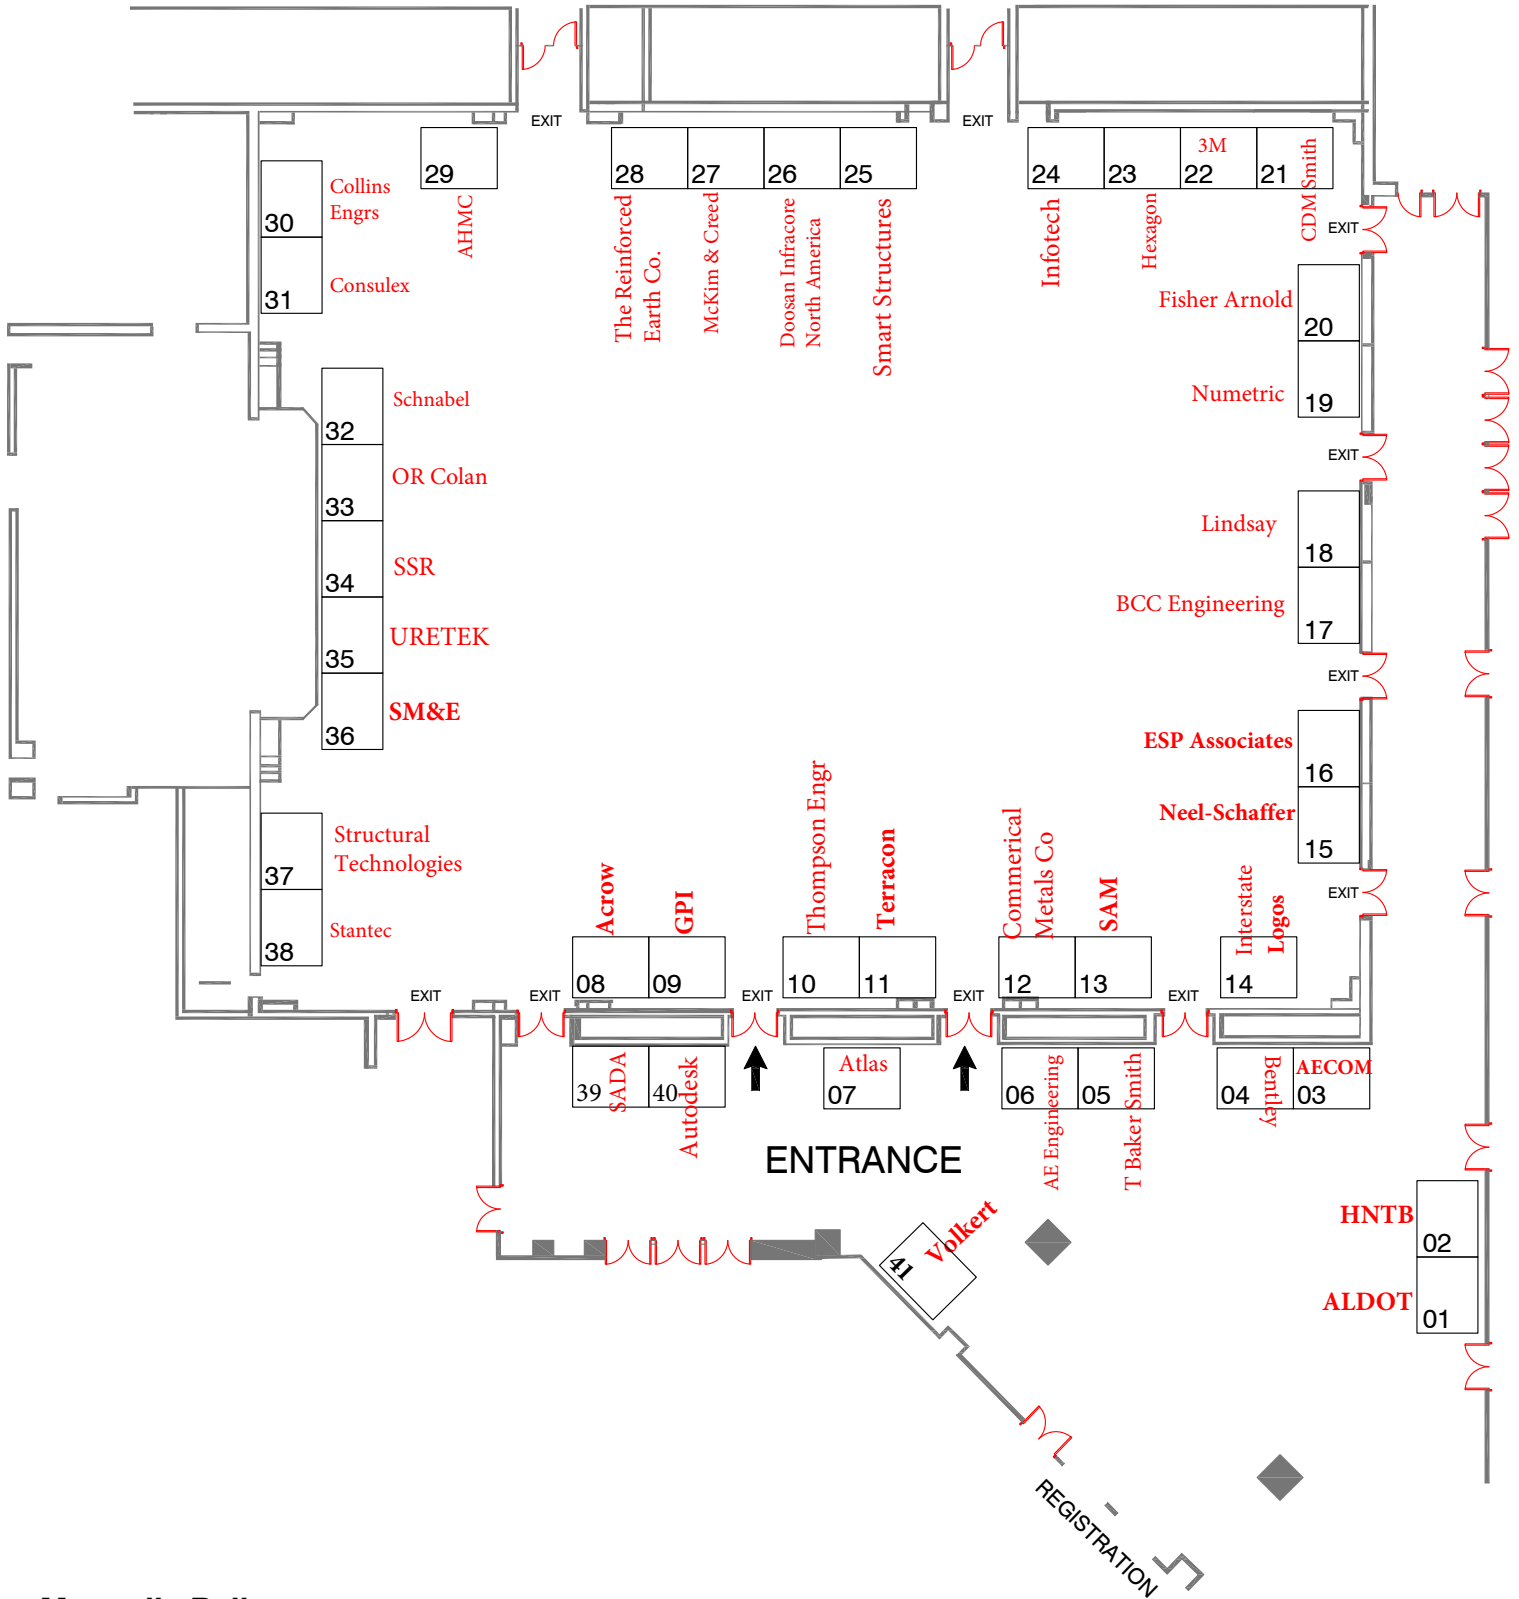 EXIT
EXIT
29
AHMC
28
The Reinforced
Earth Co.
27
McKim & Creed
26
Doosan Infracore
North America
25
Smart Structures
24
Infotech
23
Hexagon
3M
22
21
CDM Smith
EXIT
30
Collins
Engrs
31
Consulex
Fisher Arnold
20
Numetric
19
EXIT
32
Schnabel
33
OR Colan
34
SSR
35
URETEK
36
SM&E
Lindsay
18
BCC Engineering
17
EXIT
ESP Associates
16
Neel-Schaffer
15
EXIT
37
Structural
Technologies
38
Stantec
Acrow
08
GPI
09
Thompson Engr
10
Terracon
11
Commerical
Metals Co
12
SAM
13
Interstate
Logos
14
EXIT
EXIT
EXIT
EXIT
EXIT
39
SADA
40
Autodesk
Atlas
07
06
AE Engineering
05
T Baker Smith
04
Bentley
AECOM
03
ENTRANCE
41
Volkert
HNTB
02
ALDOT
01
REGISTRATION